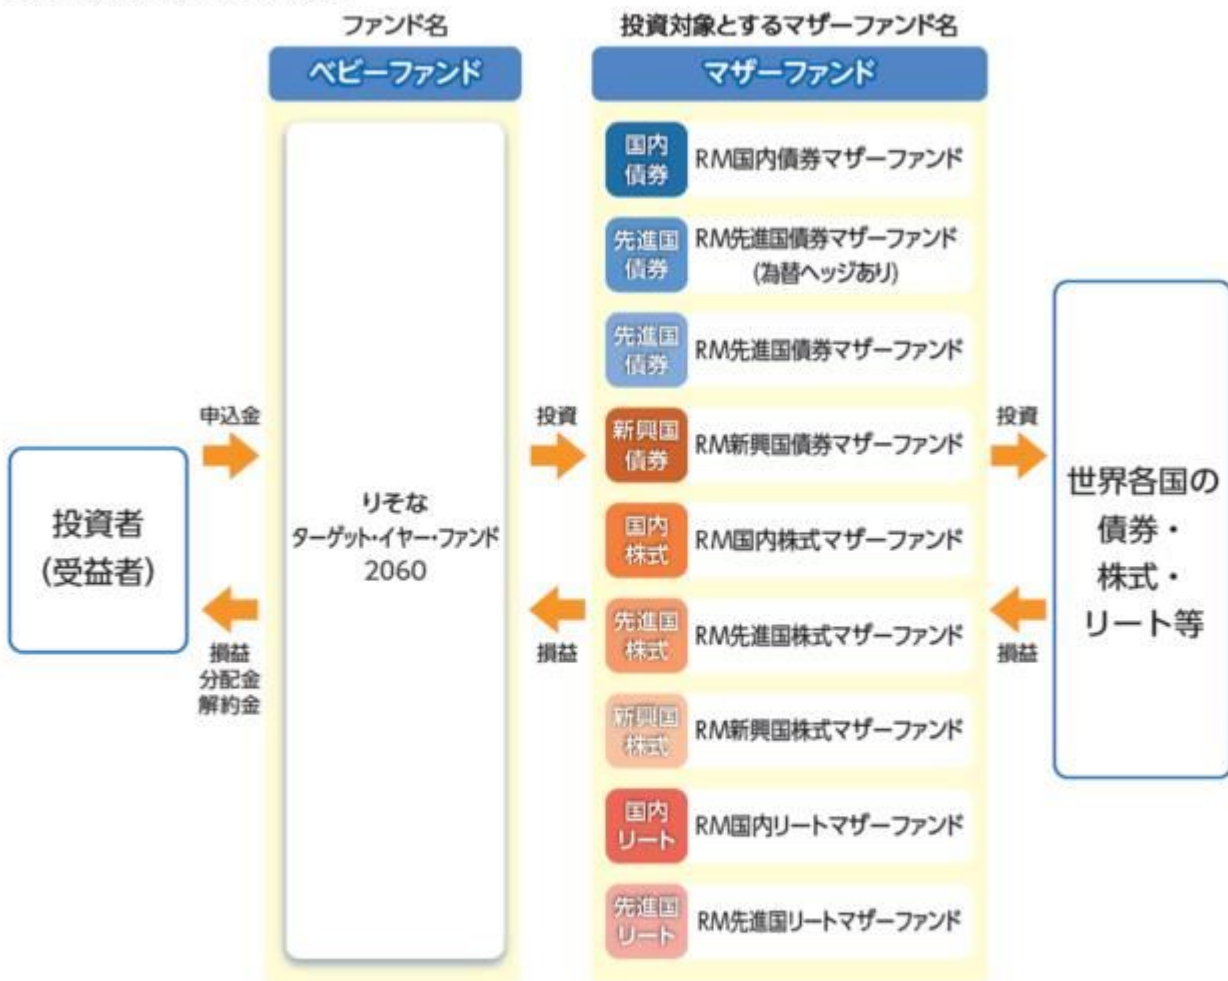 ファンド名
投資対象とするマザーファンド名
ベビーファンド
マザーファンド
国内
債券
RM国内債券マザーファンド
先進国
債券
RM先進国債券マザーファンド
(為替ヘッジあり)
先進国
債券
RM先進国債券マザーファンド
申込金
投資
新興国
債券
RM新興国債券マザーファンド
投資
投資者
(受益者)
りそな
ターゲット・イヤー・ファンド
2060
国内
株式
RM国内株式マザーファンド
世界各国の
債券・
株式・
リート等
損益
分配金
解約金
損益
先進国
株式
RM先進国株式マザーファンド
損益
新興国
株式
RM新興国株式マザーファンド
国内
リート
RM国内リートマザーファンド
先進国
リート
RM先進国リートマザーファンド